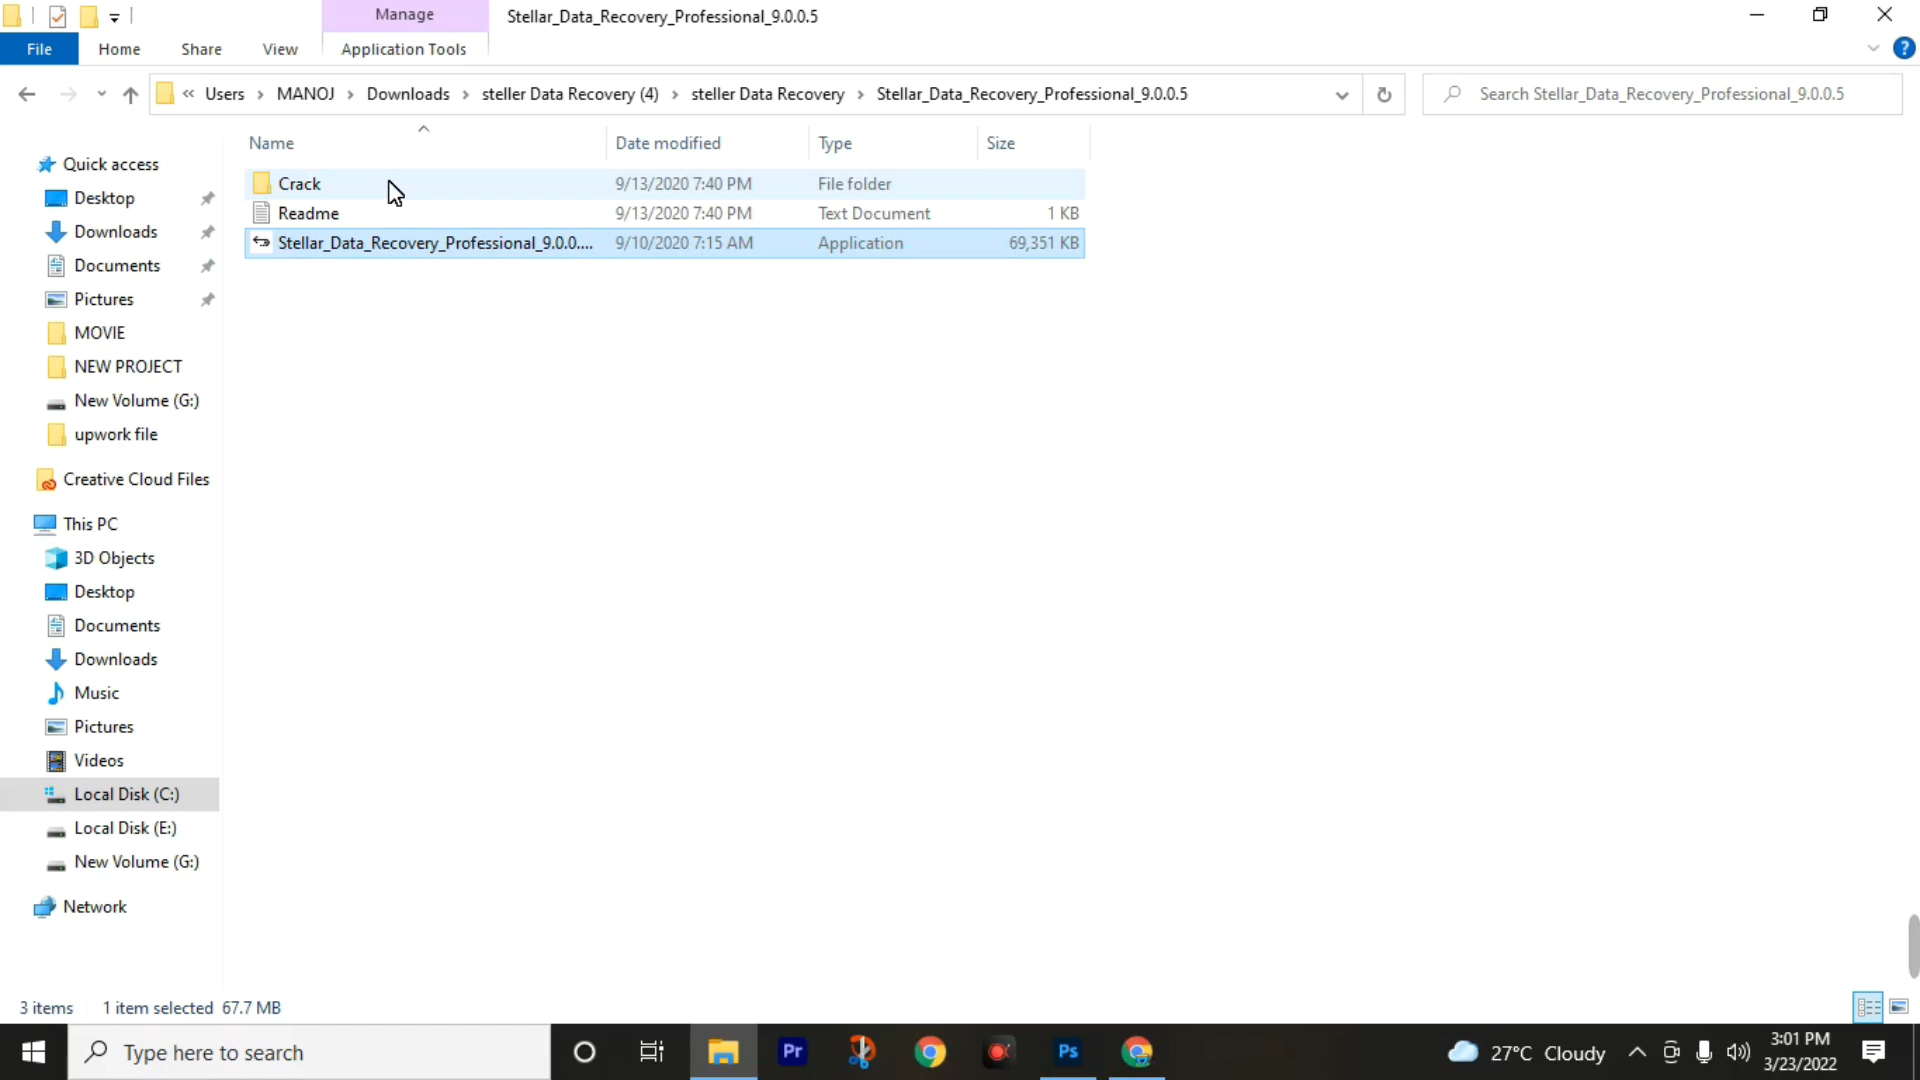 Manage
Stellar_Data_Recovery_Professional_9.0.0.5
File
Home
Share
View
Application Tools
« Users > MANOJ > Downloads > steller Data Recovery (4) > steller Data Recovery > Stellar_Data_Recovery_Professional_9.0.0.5
Search Stellar_Data_Recovery_Professional_9.0.0.5
Name
Date modified
Type
Size
Crack 9/13/2020 7:40 PM File folder
Readme 9/13/2020 7:40 PM Text Document 1 KB
Stellar_Data_Recovery_Professional_9.0.0.... 9/10/2020 7:15 AM Application 69,351 KB
Quick access
Desktop
Downloads
Documents
Pictures
MOVIE
NEW PROJECT
New Volume (G:)
upwork file
Creative Cloud Files
This PC
3D Objects
Desktop
Documents
Downloads
Music
Pictures
Videos
Local Disk (C:)
Local Disk (E:)
New Volume (G:)
Network
3 items
1 item selected 67.7 MB
Type here to search
Pr
Ps
27°C Cloudy
3:01 PM
3/23/2022